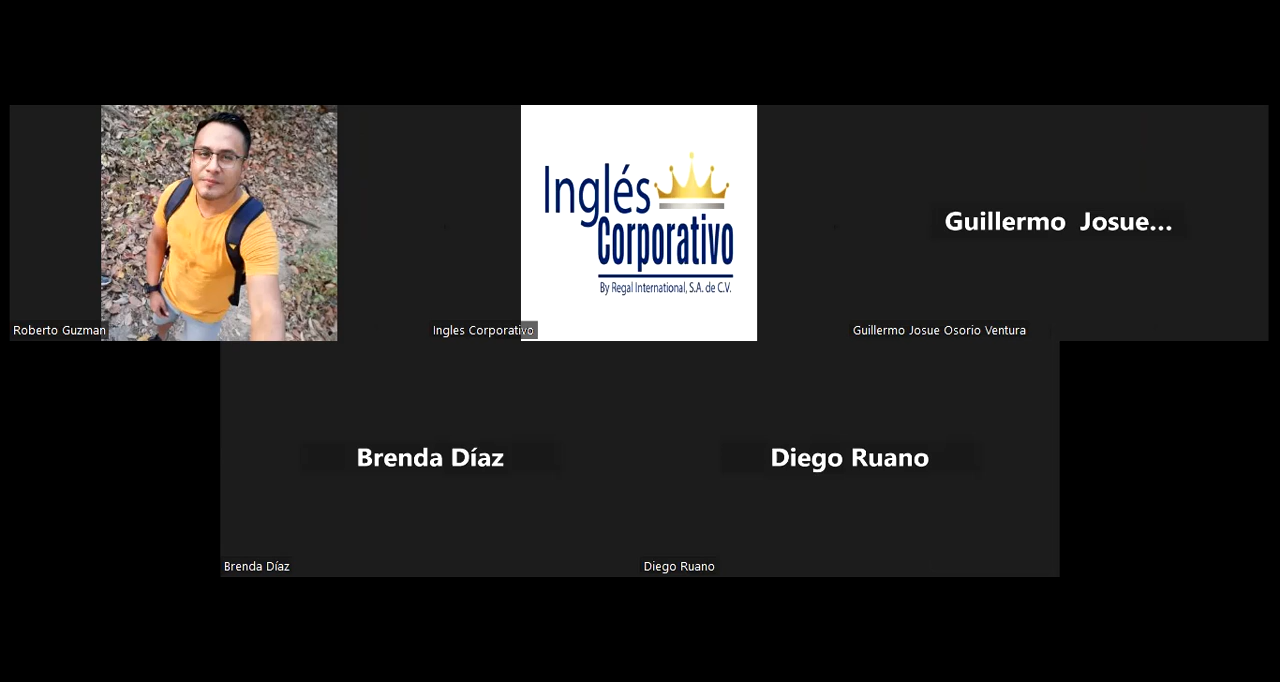 Inglés
Corporativo
By Regal International, S.A. de C.V.
Guillermo Josue...
Roberto Guzman
Ingles Corporativo
Guillermo Josue Osorio Ventura
Brenda Díaz
Diego Ruano
Brenda Díaz
Diego Ruano